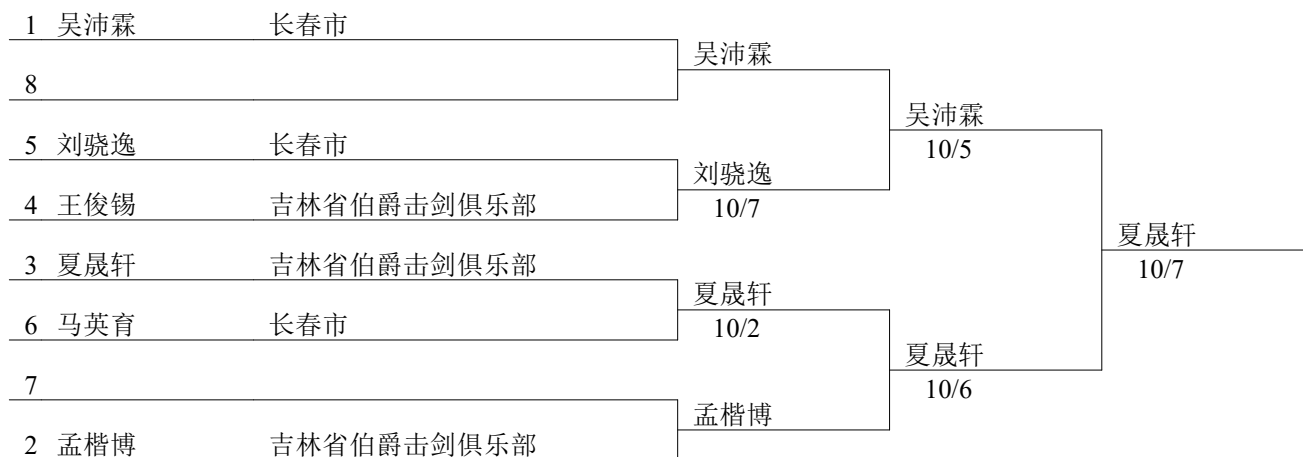 1 吴沛霖 长春市
吴沛霖
8
吴沛霖
10/5
5 刘骁逸 长春市
刘骁逸
10/7
4 王俊锡 吉林省伯爵击剑俱乐部
夏晟轩
10/7
3 夏晟轩 吉林省伯爵击剑俱乐部
夏晟轩
10/2
6 马英育 长春市
夏晟轩
10/6
7
孟楷博
2 孟楷博 吉林省伯爵击剑俱乐部